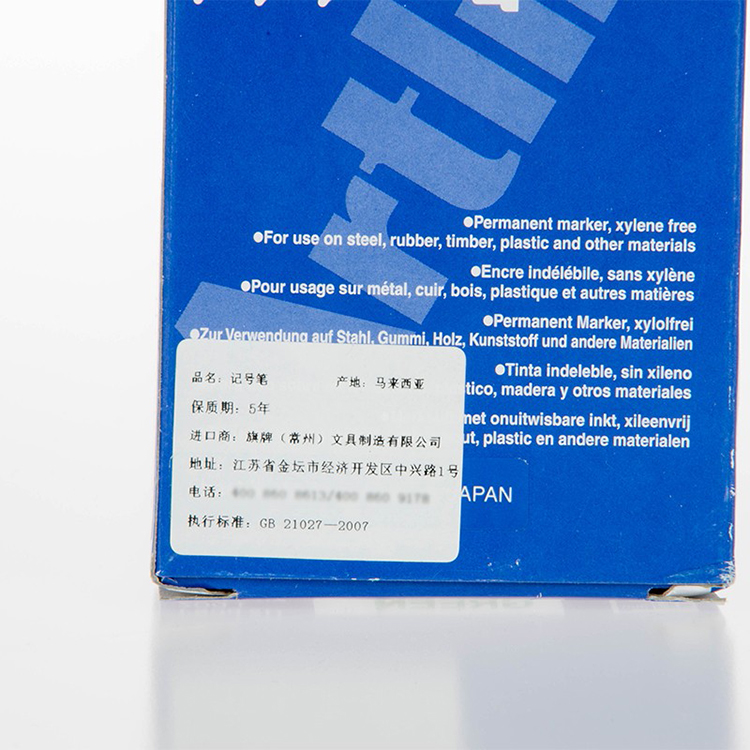 Artlin
●Permanent marker, xylene free
●For use on steel, rubber, timber, plastic and other materials
●Encre indélébile, sans xylène
●Pour usage sur métal, cuir, bois, plastique et autres matières
●Permanent Marker, xylolfrei
●Zur Verwendung auf Stahl, Gummi, Holz, Kunststoff und andere Materialien
●Tinta indeleble, sin xileno
tico, madera y otros materiales
met onuitwisbare inkt, xileenvrij
ut, plastic en andere materialen
APAN
品名：记号笔 产地：马来西亚
保质期：5年
进口商：旗牌（常州）文具制造有限公司
地址：江苏省金坛市经济开发区中兴路1号
电话：
执行标准：GB 21027—2007